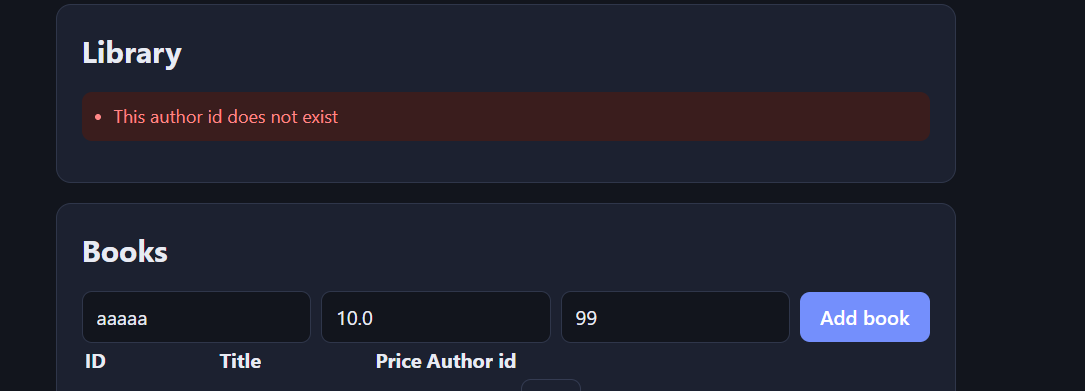 Library
This author id does not exist
Books
aaaaa 10.0 99 Add book
ID Title Price Author id